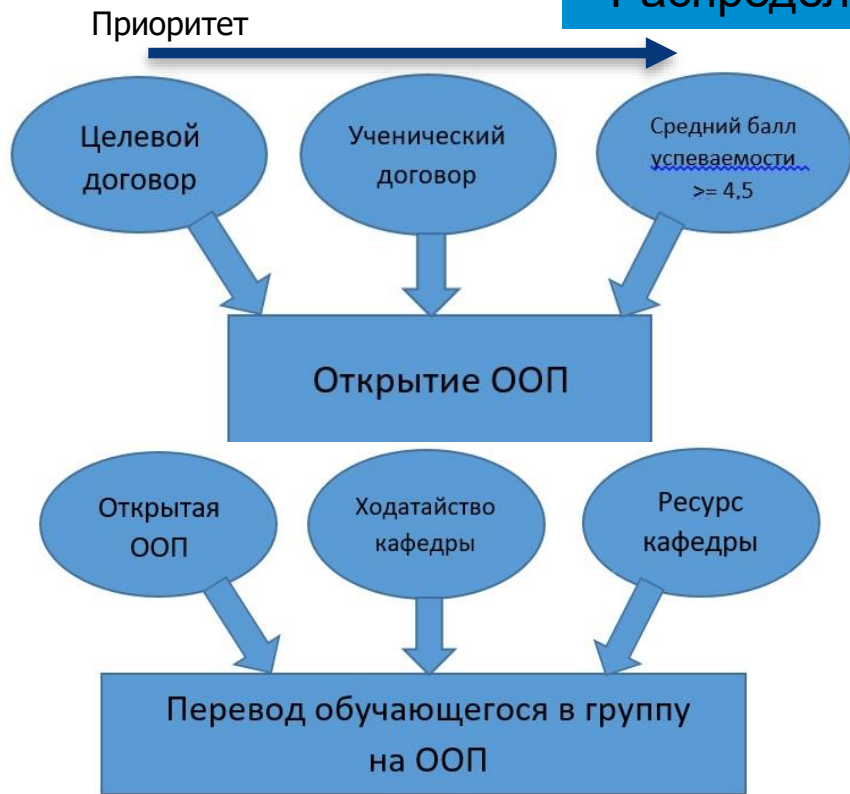 Приоритет
Целевой
договор
Ученический
договор
Средний балл
успеваемости
>= 4,5
Открытие ООП
Открытая
ООП
Ходатайство
кафедры
Ресурс
кафедры
Перевод обучающегося в группу
на ООП